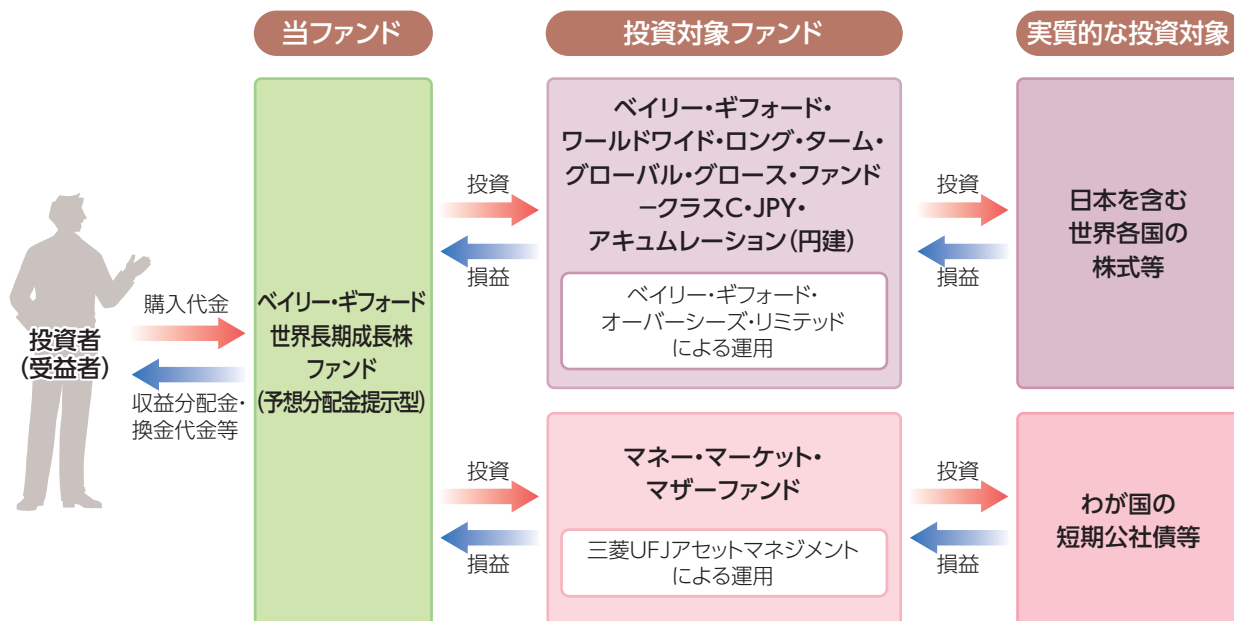 当ファンド
投資対象ファンド
実質的な投資対象
投資者
(受益者)
購入代金
収益分配金・
換金代金等
ベイリー・ギフォード
世界長期成長株
ファンド
(予想分配金提示型)
投資
損益
ベイリー・ギフォード・
ワールドワイド・ロング・ターム・
グローバル・グロース・ファンド
－クラスC・JPY・
アキュムレーション(円建)
ベイリー・ギフォード・
オーバーシーズ・リミテッド
による運用
投資
損益
日本を含む
世界各国の
株式等
投資
損益
マネー・マーケット・
マザーファンド
三菱UFJアセットマネジメント
による運用
投資
損益
わが国の
短期公社債等